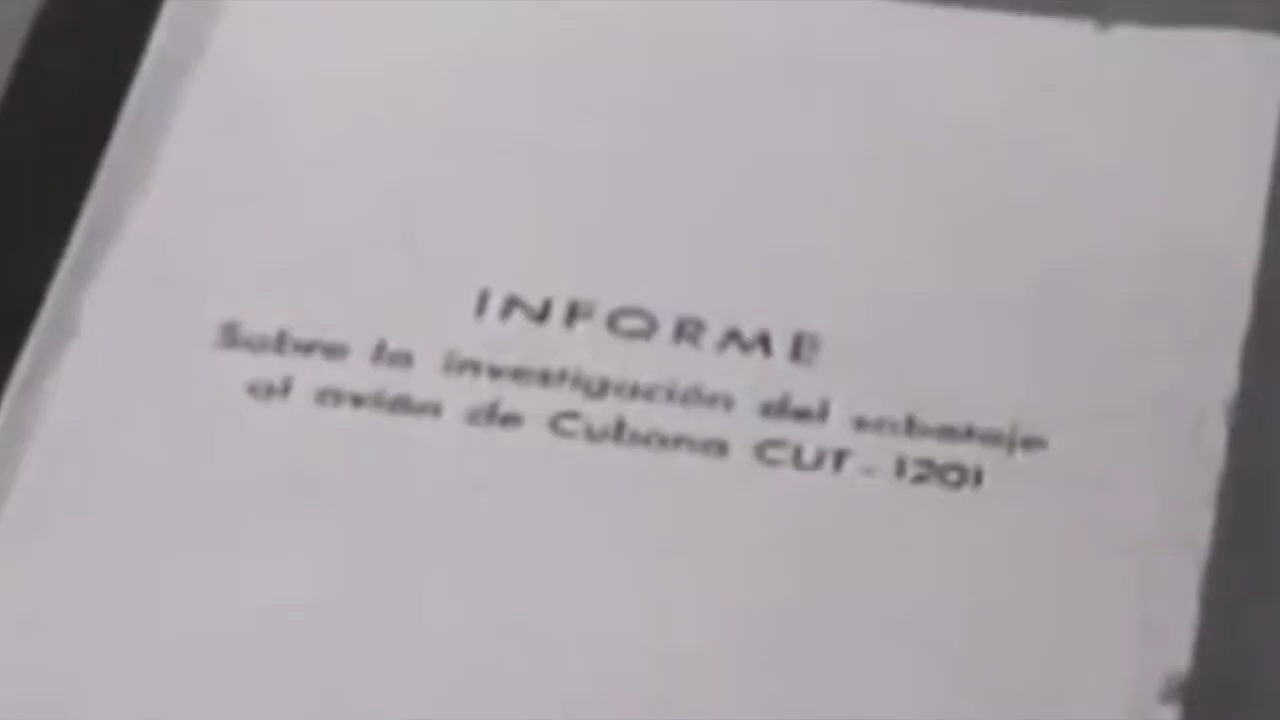 INFORME
Sobre la investigación del sabotaje
al avión de Cubana CUT - 1201